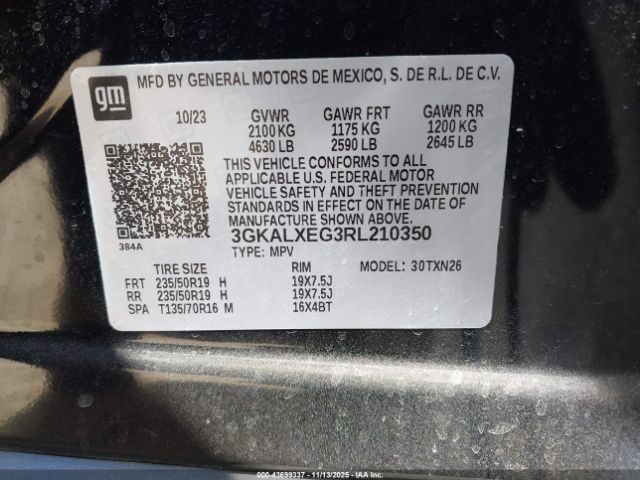 gm
MFD BY GENERAL MOTORS DE MEXICO, S. DE R.L. DE C.V.
10/23 GVWR GAWR FRT GAWR RR
2100 KG 1175 KG 1200 KG
4630 LB 2590 LB 2645 LB
THIS VEHICLE CONFORMS TO ALL
APPLICABLE U.S. FEDERAL MOTOR
VEHICLE SAFETY AND THEFT PREVENTION
STANDARDS IN EFFECT ON THE DATE OF
MANUFACTURE SHOWN ABOVE.
384A
3GKALXEG3RL210350
TYPE: MPV
TIRE SIZE RIM MODEL: 30TXN26
FRT 235/50R19 H 19X7.5J
RR 235/50R19 H 19X7.5J
SPA T135/70R16 M 16X4BT
000-43699337 - 11/13/2025 - IAA